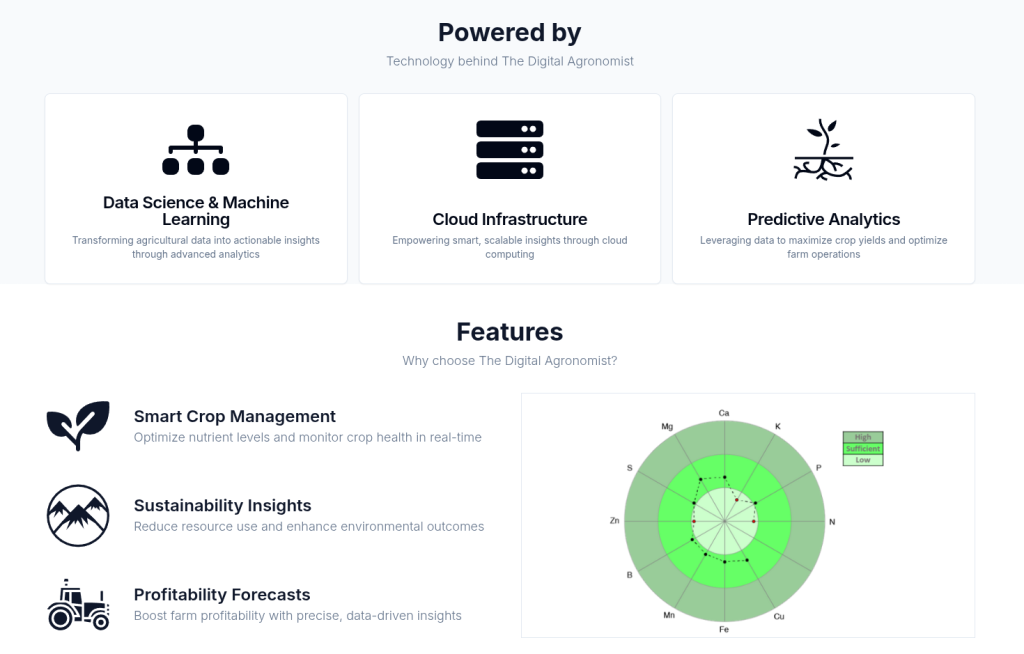 Powered by
Technology behind The Digital Agronomist
Data Science & Machine
Learning
Transforming agricultural data into actionable insights
through advanced analytics
Cloud Infrastructure
Empowering smart, scalable insights through cloud
computing
Predictive Analytics
Leveraging data to maximize crop yields and optimize
farm operations
Features
Why choose The Digital Agronomist?
Smart Crop Management
Optimize nutrient levels and monitor crop health in real-time
Sustainability Insights
Reduce resource use and enhance environmental outcomes
Profitability Forecasts
Boost farm profitability with precise, data-driven insights
Ca
K
P
N
Cu
Fe
Mn
B
Zn
S
Mg
High
Sufficient
Low